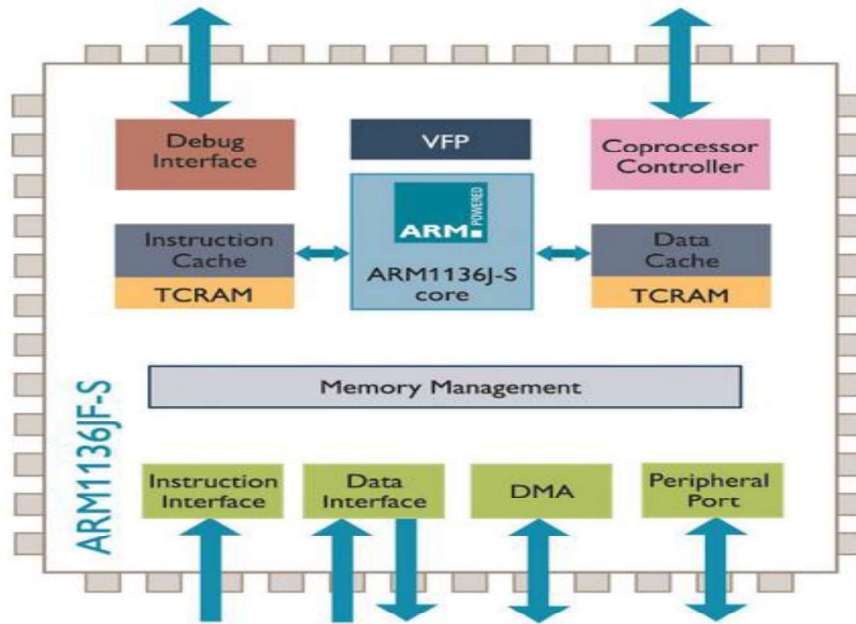 Debug
Interface
VFP
Coprocessor
Controller
Instruction
Cache
TCRAM
ARM
POWERED
ARM1136J-S
core
Data
Cache
TCRAM
Memory Management
ARM1136JF-S
Instruction
Interface
Data
Interface
DMA
Peripheral
Port